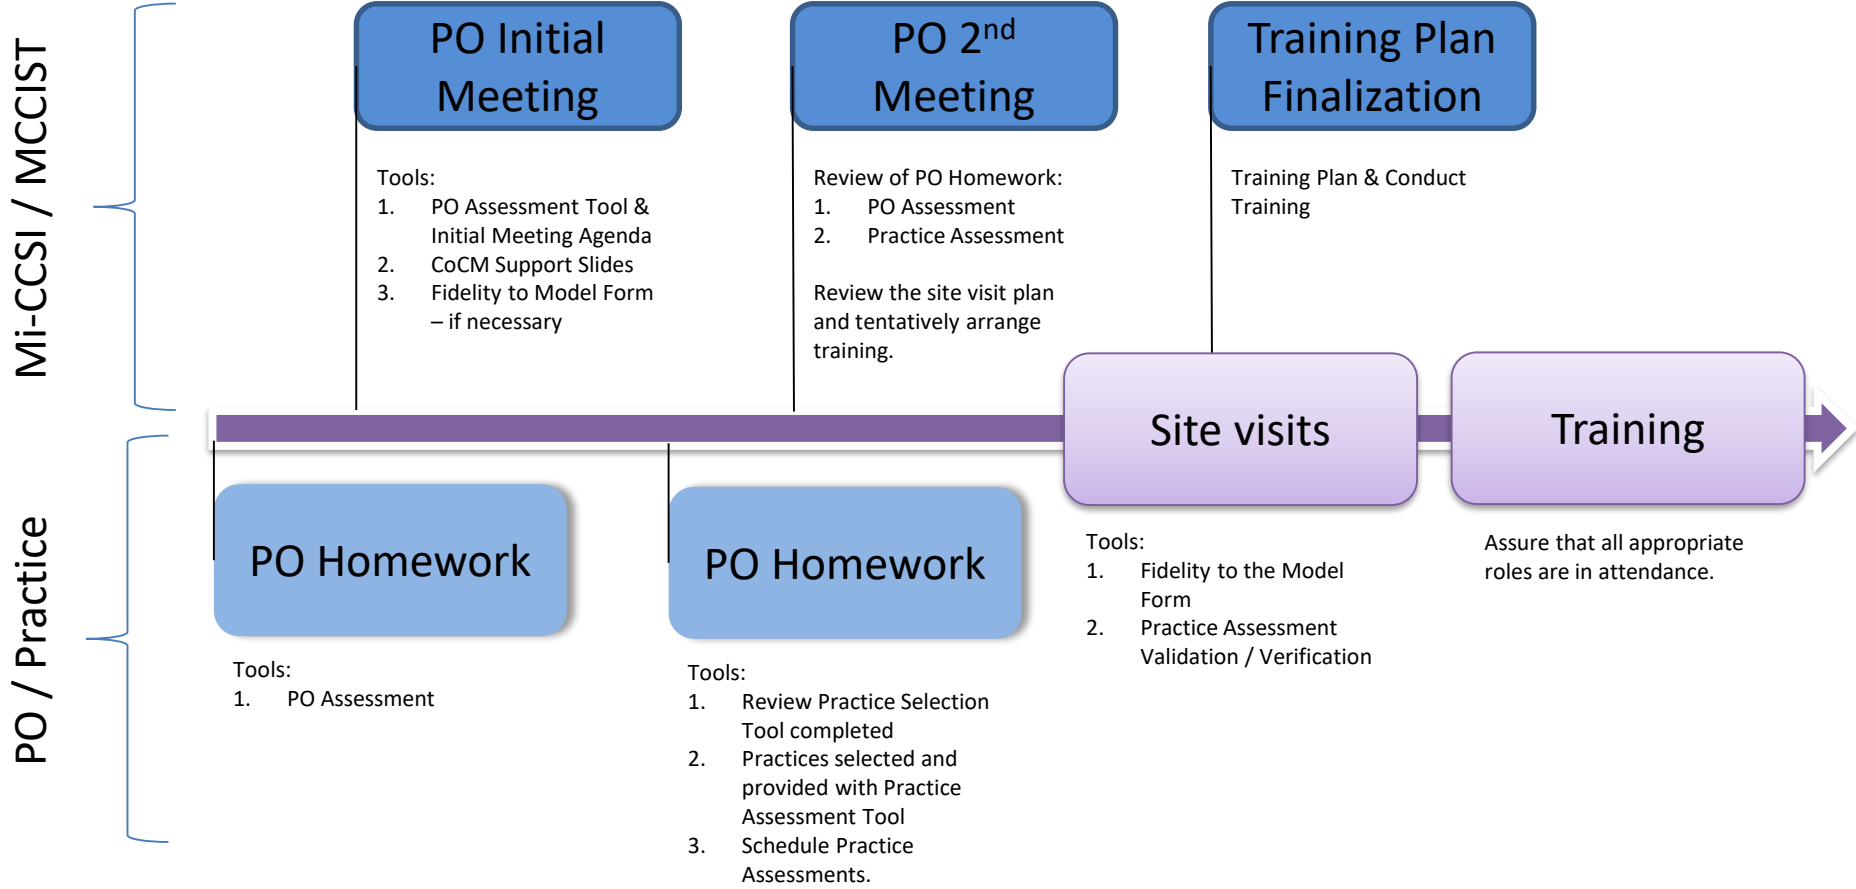 Mi-CCSI / MCCIST
PO Initial
Meeting
Tools:
1. PO Assessment Tool &
Initial Meeting Agenda
2. CoCM Support Slides
3. Fidelity to Model Form
– if necessary
PO 2nd
Meeting
Review of PO Homework:
1. PO Assessment
2. Practice Assessment
Review the site visit plan
and tentatively arrange
training.
Training Plan
Finalization
Training Plan & Conduct
Training
Site visits
Training
PO / Practice
PO Homework
Tools:
1. PO Assessment
PO Homework
Tools:
1. Review Practice Selection
Tool completed
2. Practices selected and
provided with Practice
Assessment Tool
3. Schedule Practice
Assessments.
Tools:
1. Fidelity to the Model
Form
2. Practice Assessment
Validation / Verification
Assure that all appropriate
roles are in attendance.